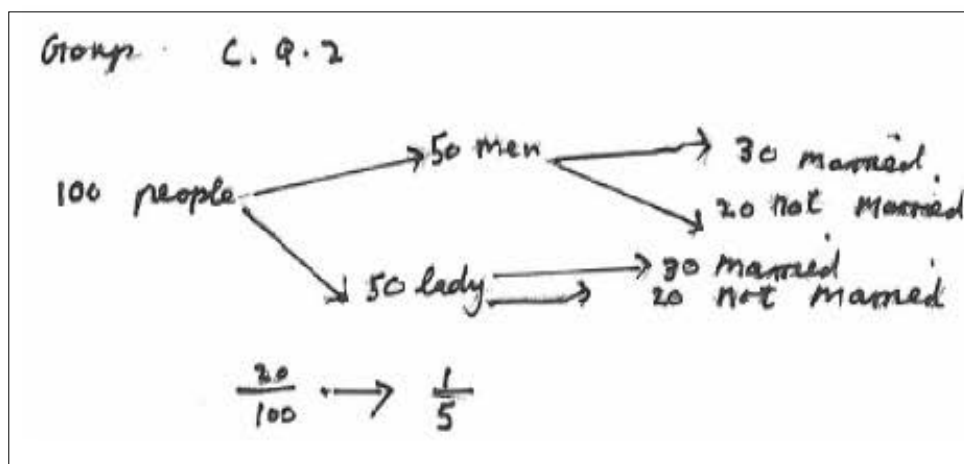 Group C. Q. 2
50 men
30 married
100 people
20 not married
50 lady
30 married
20 not married
20/100 → 1/5